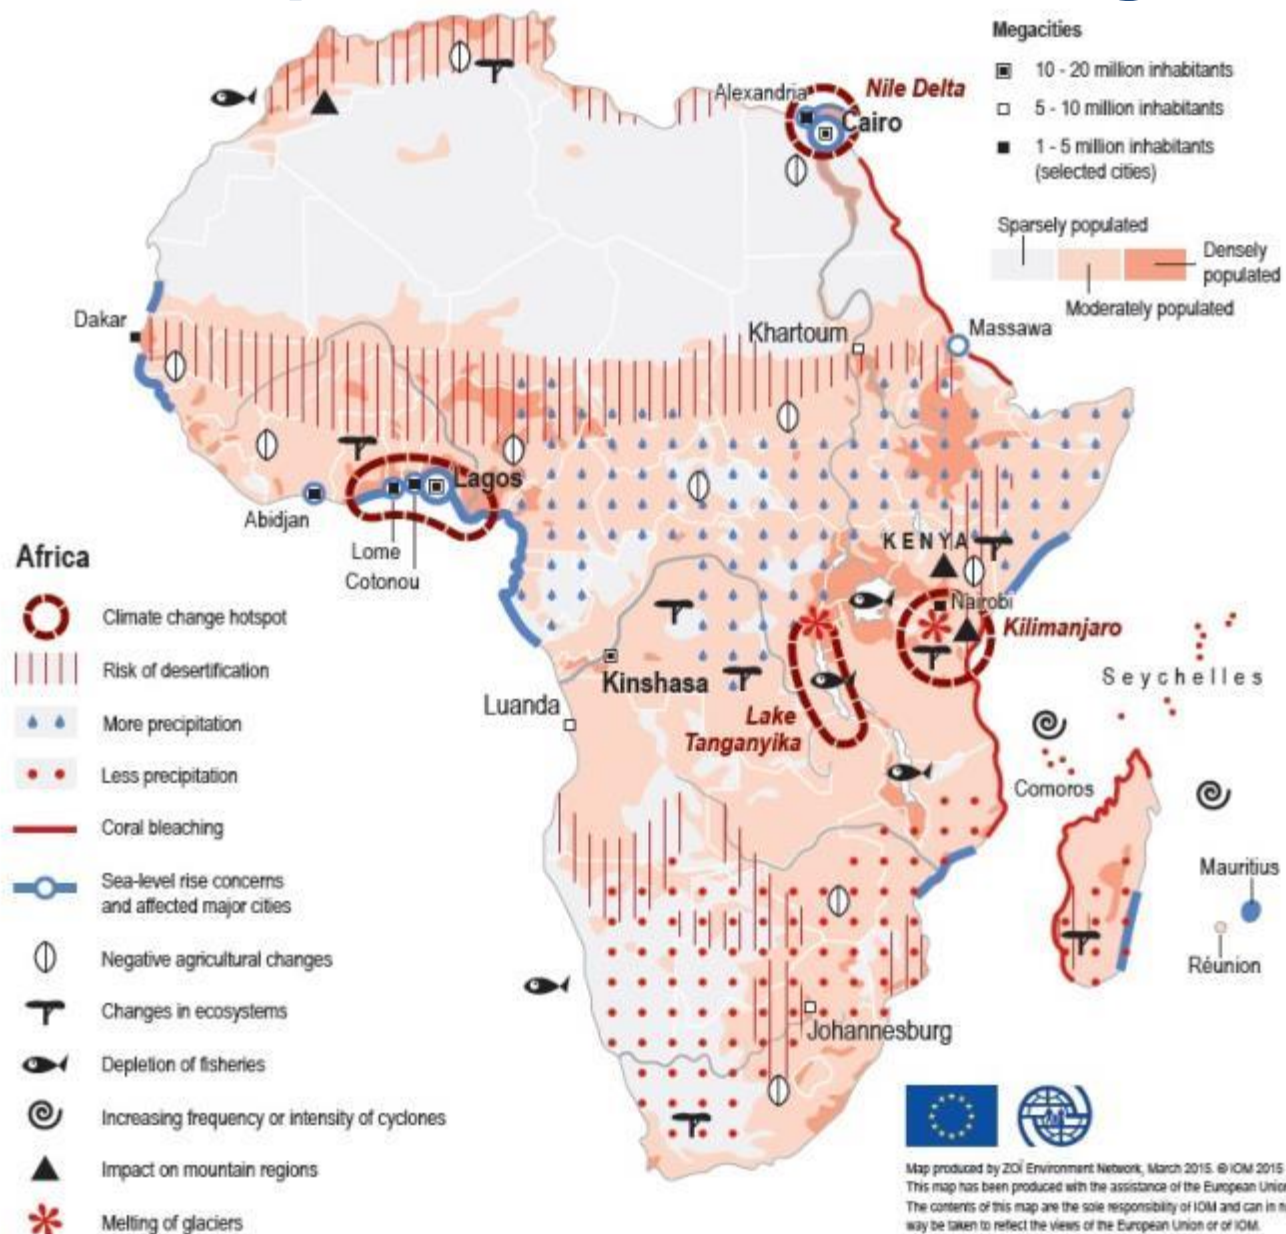 Megacities
10 - 20 million inhabitants
5 - 10 million inhabitants
1 - 5 million inhabitants
(selected cities)
Sparsely populated
Densely
populated
Moderately populated
Alexandria
Nile Delta
Cairo
Dakar
Khartoum
Massawa
Lagos
Abidjan
Lome
Cotonou
KENYA
Nairobi
Kilimanjaro
Kinshasa
Luanda
Lake
Tanganyika
Seychelles
Comoros
Mauritius
Réunion
Johannesburg
Africa
Climate change hotspot
Risk of desertification
More precipitation
Less precipitation
Coral bleaching
Sea-level rise concerns
and affected major cities
Negative agricultural changes
Changes in ecosystems
Depletion of fisheries
Increasing frequency or intensity of cyclones
Impact on mountain regions
Melting of glaciers
Map produced by ZOÏ Environment Network, March 2015. © IOM 2015
This map has been produced with the assistance of the European Union
The contents of this map are the sole responsibility of IOM and can in
way be taken to reflect the views of the European Union or of IOM.